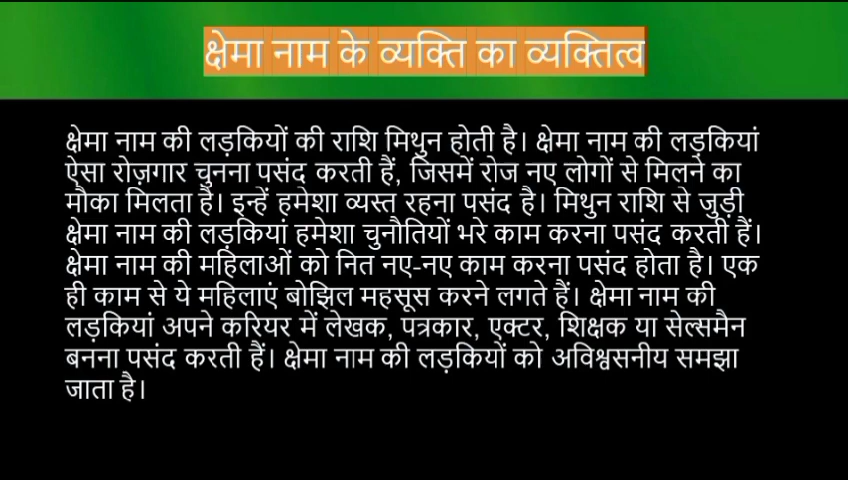 क्षेमा नाम के व्यक्ति का व्यक्तित्व
क्षेमा नाम की लड़कियों की राशि मिथुन होती है। क्षेमा नाम की लड़कियां
ऐसा रोज़गार चुनना पसंद करती हैं, जिसमें रोज नए लोगों से मिलने का
मौका मिलता है। इन्हें हमेशा व्यस्त रहना पसंद है। मिथुन राशि से जुड़ी
क्षेमा नाम की लड़कियां हमेशा चुनौतियों भरे काम करना पसंद करती हैं।
क्षेमा नाम की महिलाओं को नित नए-नए काम करना पसंद होता है। एक
ही काम से ये महिलाएं बोझिल महसूस करने लगते हैं। क्षेमा नाम की
लड़कियां अपने करियर में लेखक, पत्रकार, एक्टर, शिक्षक या सेल्समैन
बनना पसंद करती हैं। क्षेमा नाम की लड़कियों को अविश्वसनीय समझा
जाता है।